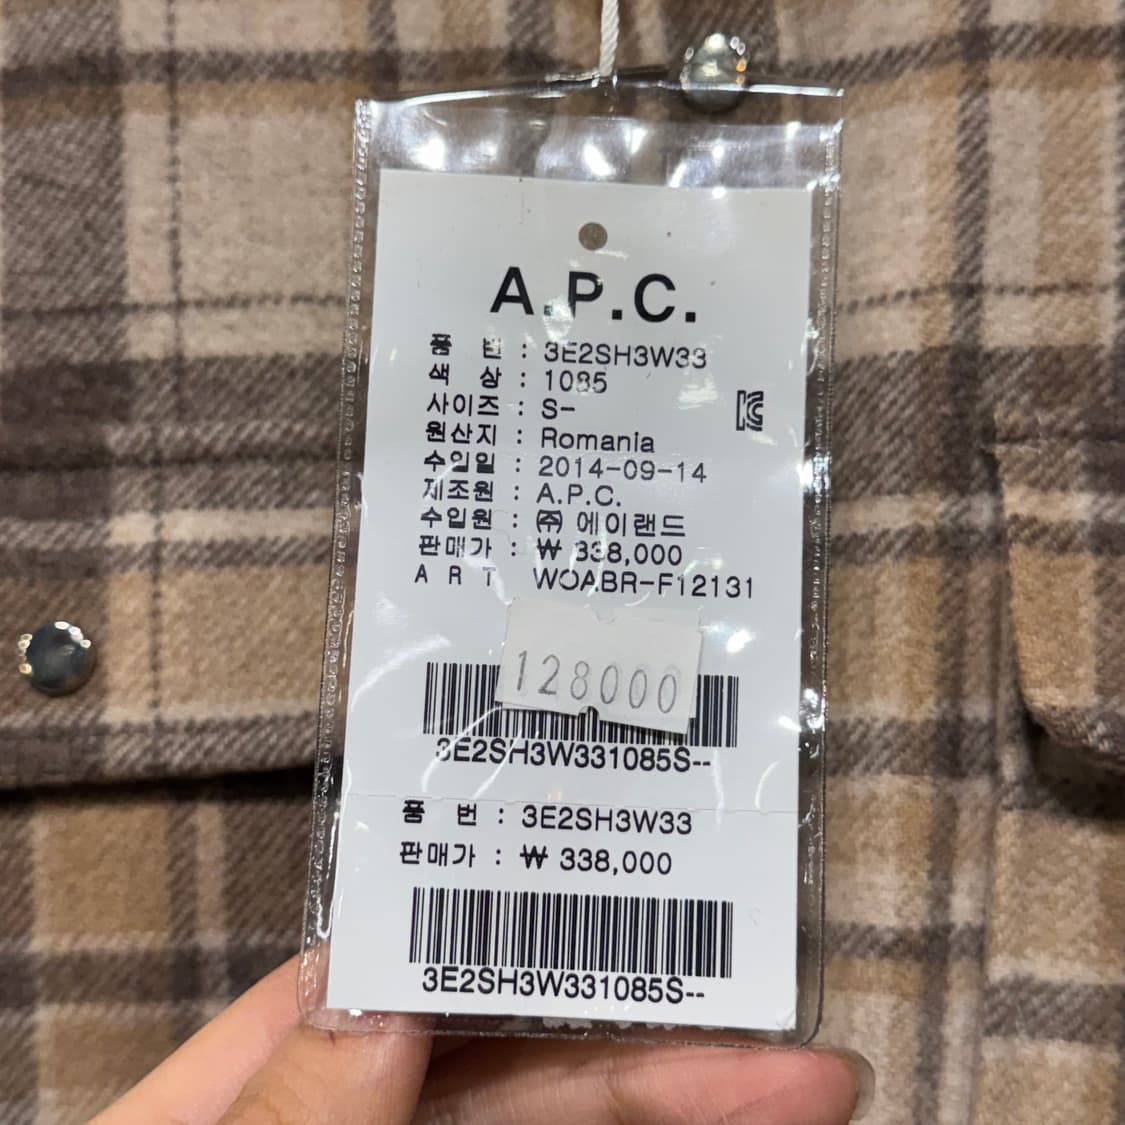 A.P.C.
품 번 : 3E2SH3W33
색 상 : 1085
사이즈 : S-
원산지 : Romania
수입일 : 2014-09-14
제조원 : A.P.C.
수입원 : ㈜ 에이랜드
판매가 : ₩ 338,000
A R T WOABR-F12131
128000
3E2SH3W331085S--
품 번 : 3E2SH3W33
판매가 : ₩ 338,000
3E2SH3W331085S--